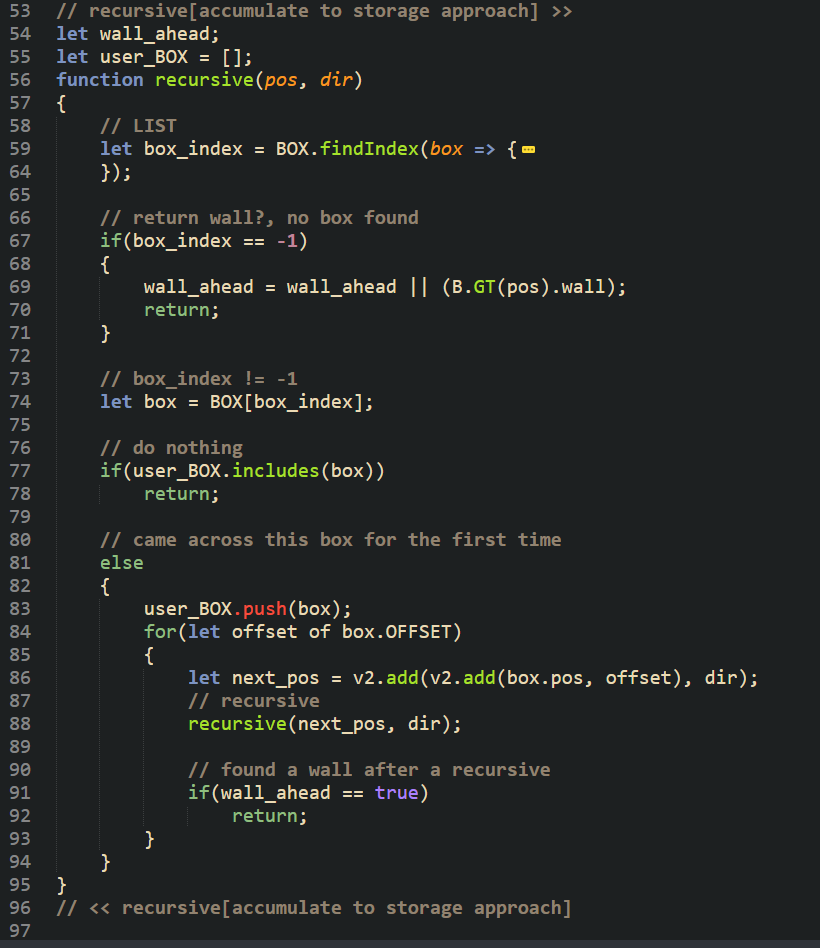 53 // recursive[accumulate to storage approach] >>
54 let wall_ahead;
55 let user_BOX = [];
56 function recursive(pos, dir)
57 {
58     // LIST
59     let box_index = BOX.findIndex(box => {
64     });
65
66     // return wall?, no box found
67     if(box_index == -1)
68     {
69         wall_ahead = wall_ahead || (B.GT(pos).wall);
70         return;
71     }
72
73     // box_index != -1
74     let box = BOX[box_index];
75
76     // do nothing
77     if(user_BOX.includes(box))
78         return;
79
80     // came across this box for the first time
81     else
82     {
83         user_BOX.push(box);
84         for(let offset of box.OFFSET)
85         {
86             let next_pos = v2.add(v2.add(box.pos, offset), dir);
87             // recursive
88             recursive(next_pos, dir);
89
90             // found a wall after a recursive
91             if(wall_ahead == true)
92                 return;
93         }
94     }
95 }
96 // << recursive[accumulate to storage approach]
97